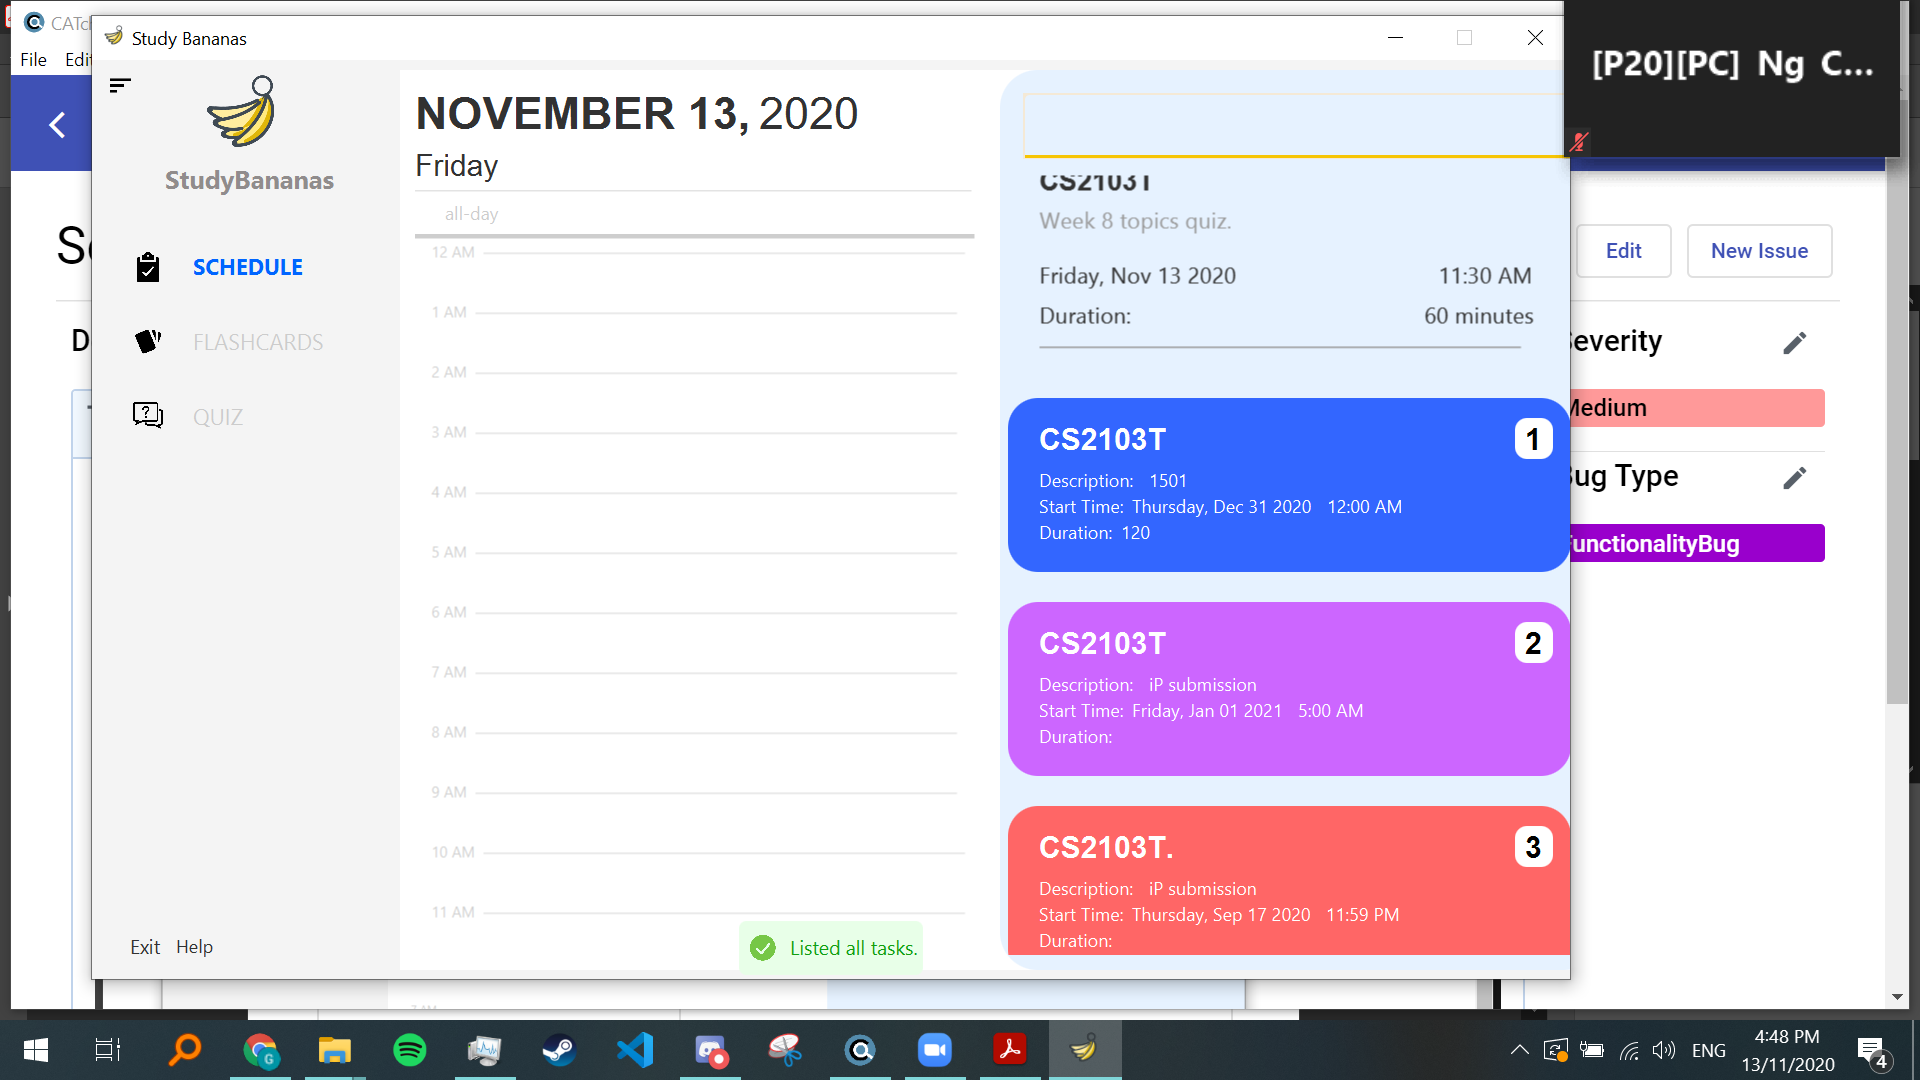 Study Bananas
File
StudyBananas
SCHEDULE
FLASHCARDS
QUIZ
Exit
Help
NOVEMBER 13, 2020
Friday
all-day
12 AM
1 AM
2 AM
3 AM
4 AM
5 AM
6 AM
7 AM
8 AM
9 AM
10 AM
11 AM
Listed all tasks.
CS2103T
Week 8 topics quiz.
Friday, Nov 13 2020 11:30 AM
Duration: 60 minutes
CS2103T 1
Description: 1501
Start Time: Thursday, Dec 31 2020 12:00 AM
Duration: 120
CS2103T 2
Description: iP submission
Start Time: Friday, Jan 01 2021 5:00 AM
Duration:
CS2103T. 3
Description: iP submission
Start Time: Thursday, Sep 17 2020 11:59 PM
Duration:
[P20][PC] Ng C...
Edit
New Issue
Severity
Medium
Bug Type
FunctionalityBug
ENG
4:48 PM
13/11/2020
4